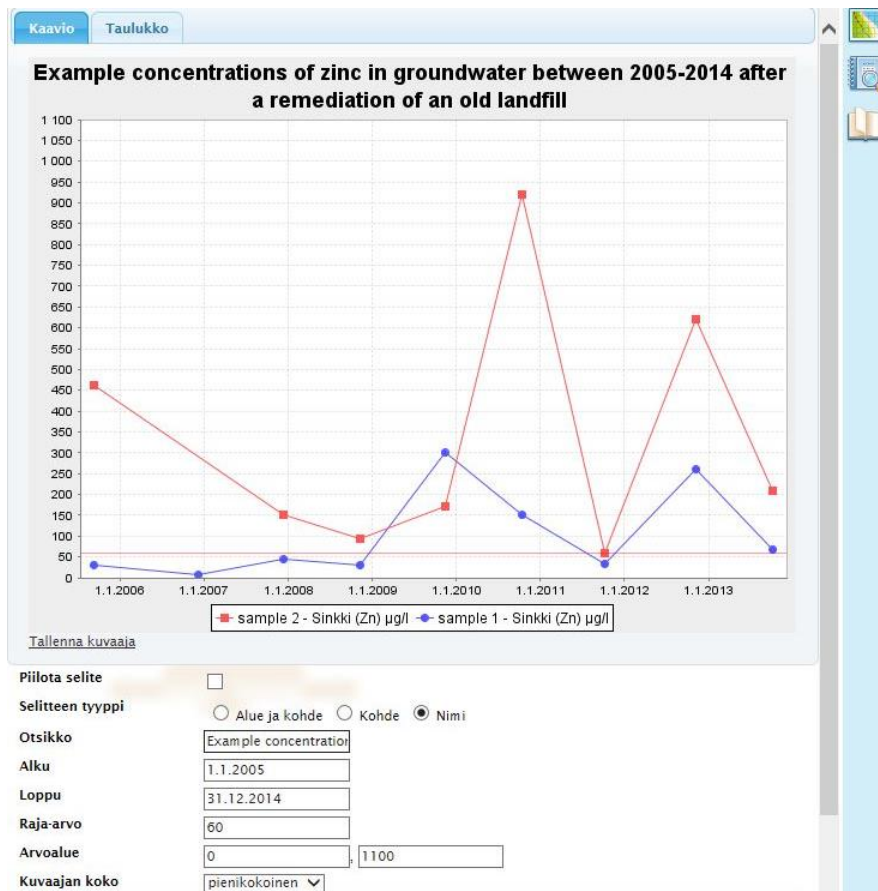 Kaavio Taulukko
Example concentrations of zinc in groundwater between 2005-2014 after
a remediation of an old landfill
1 100
1 050
1 000
950
900
850
800
750
700
650
600
550
500
450
400
350
300
250
200
150
100
50
0
1.1.2006 1.1.2007 1.1.2008 1.1.2009 1.1.2010 1.1.2011 1.1.2012 1.1.2013
sample 2 - Sinkki (Zn) µg/l sample 1 - Sinkki (Zn) µg/l
Tallenna kuvaaja
Piilota selite
Selitteen tyyppi Alue ja kohde Kohde Nimi
Otsikko Example concentration
Alku 1.1.2005
Loppu 31.12.2014
Raja-arvo 60
Arvoalue 0 , 1100
Kuvaajan koko pienikokoinen